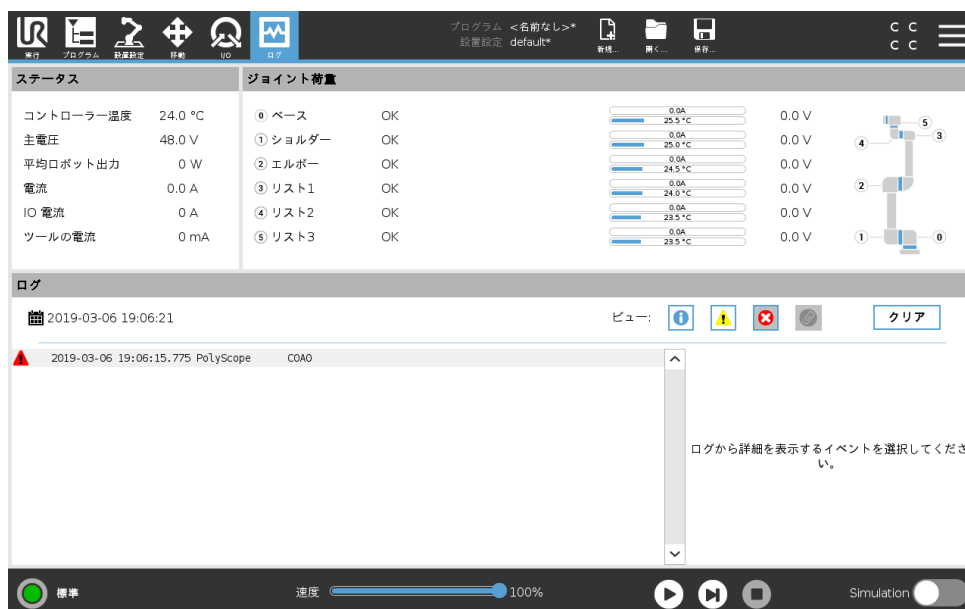 UR
実行 プログラム 設置設定 移動 I/O ログ
プログラム <名前なし>*
設置設定 default*
新規... 開く... 保存...
C C
C C
ステータス
コントローラー温度 24.0 °C
主電圧 48.0 V
平均ロボット出力 0 W
電流 0.0 A
IO 電流 0 A
ツールの電流 0 mA
ジョイント荷重
0 ベース OK 0.0A 25.5 °C 0.0 V
1 ショルダー OK 0.0A 25.0 °C 0.0 V
2 エルボー OK 0.0A 24.5 °C 0.0 V
3 リスト1 OK 0.0A 24.0 °C 0.0 V
4 リスト2 OK 0.0A 23.5 °C 0.0 V
5 リスト3 OK 0.0A 23.5 °C 0.0 V
5
3
4
2
1 0
ログ
2019-03-06 19:06:21
ビュー:
クリア
2019-03-06 19:06:15.775 PolyScope C0A0
ログから詳細を表示するイベントを選択してくださ
い。
標準
速度 100%
Simulation